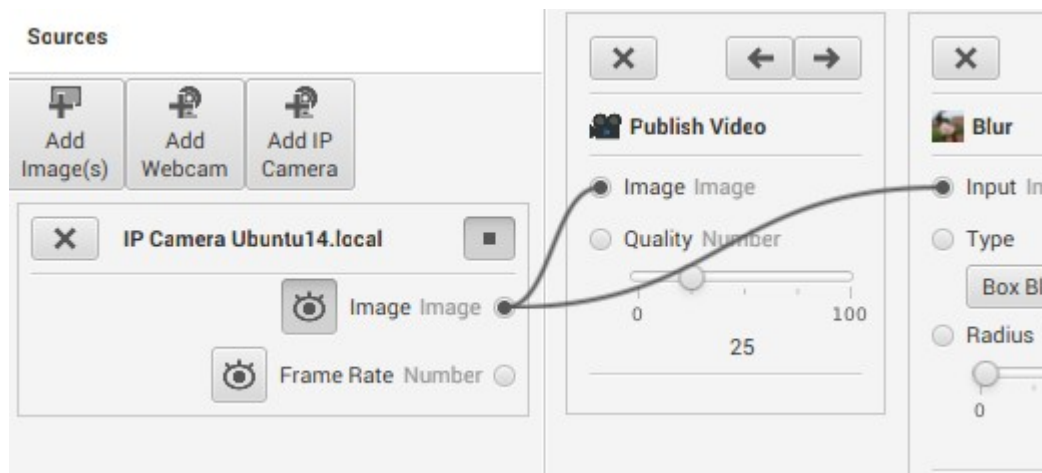 Sources
Add Image(s)
Add Webcam
Add IP Camera
IP Camera Ubuntu14.local
Image Image
Frame Rate Number
Publish Video
Image Image
Quality Number
0 100
25
Blur
Input
Type
Box
Radius
0